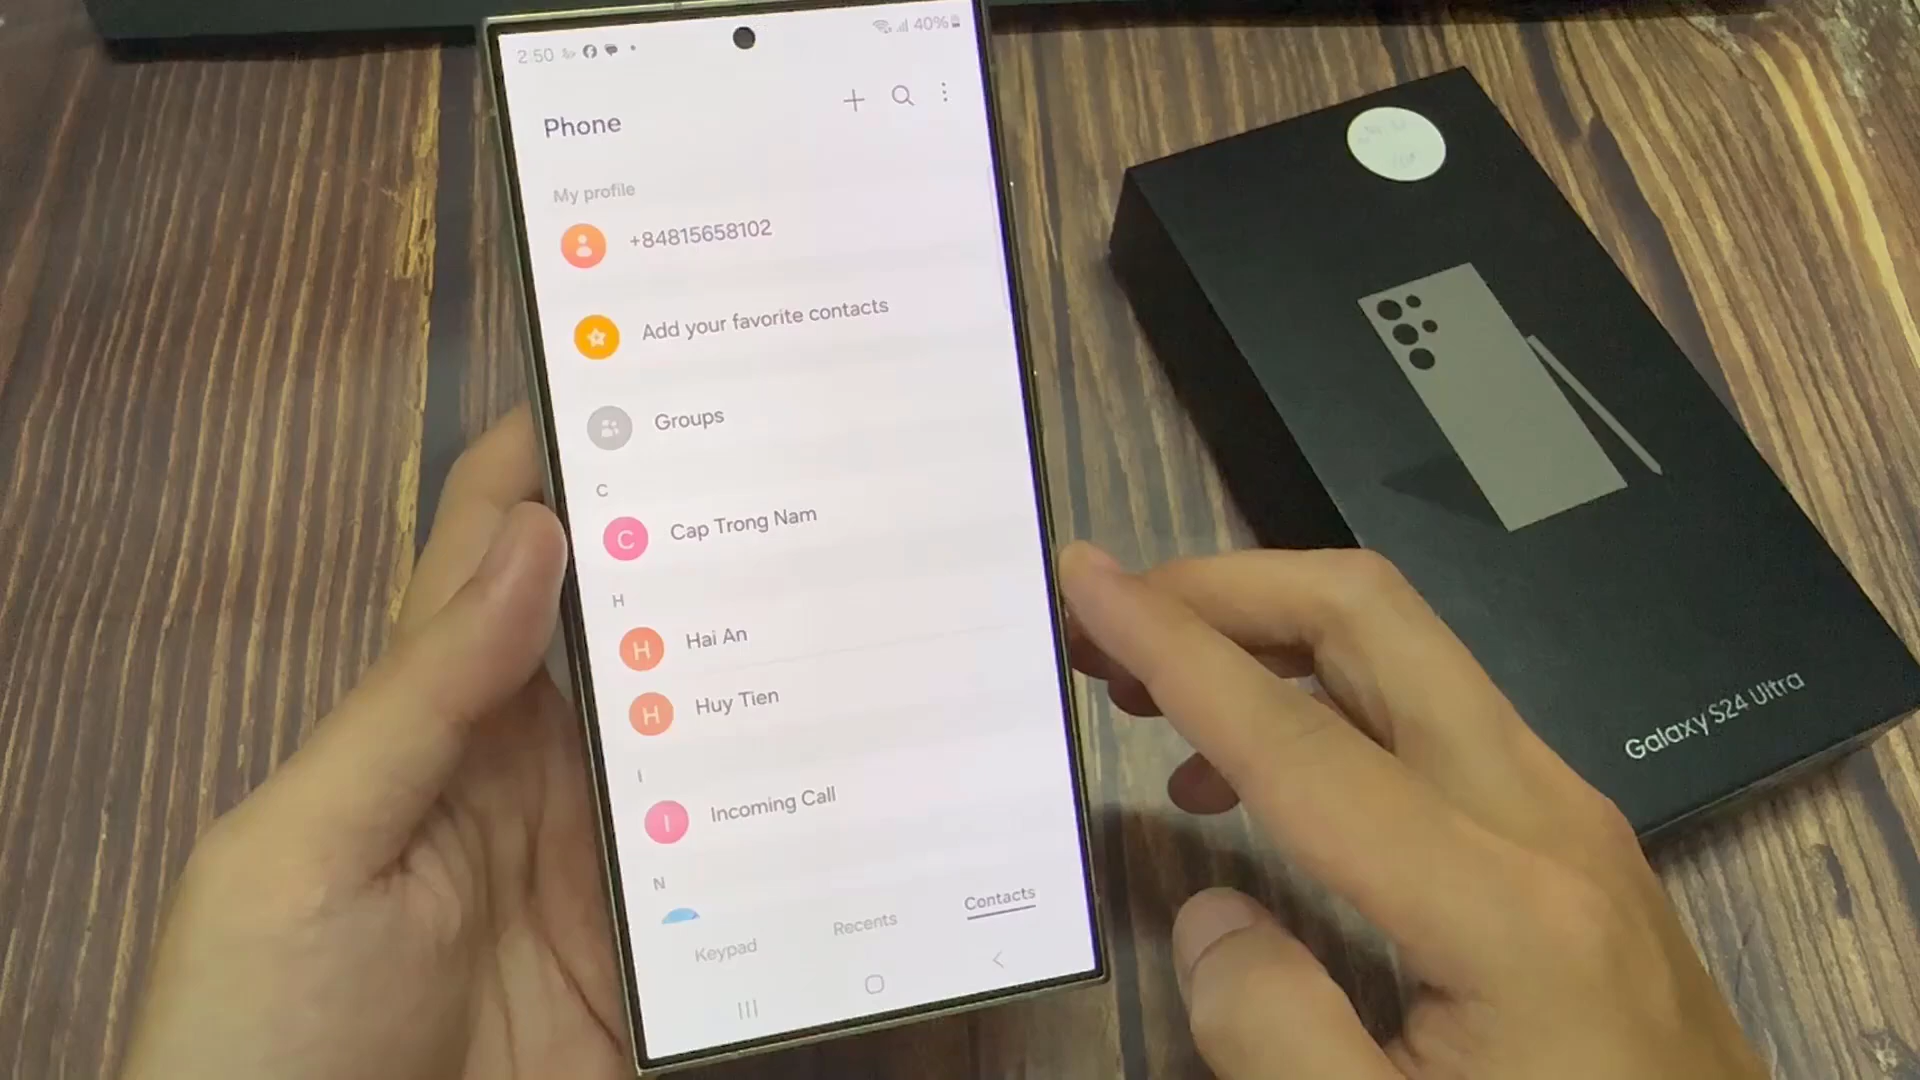 2:50
40%
Phone
My profile
+84815658102
Add your favorite contacts
Groups
C
C Cap Trong Nam
H
H Hai An
H Huy Tien
I
I Incoming Call
N
Keypad Recents Contacts
Galaxy S24 Ultra